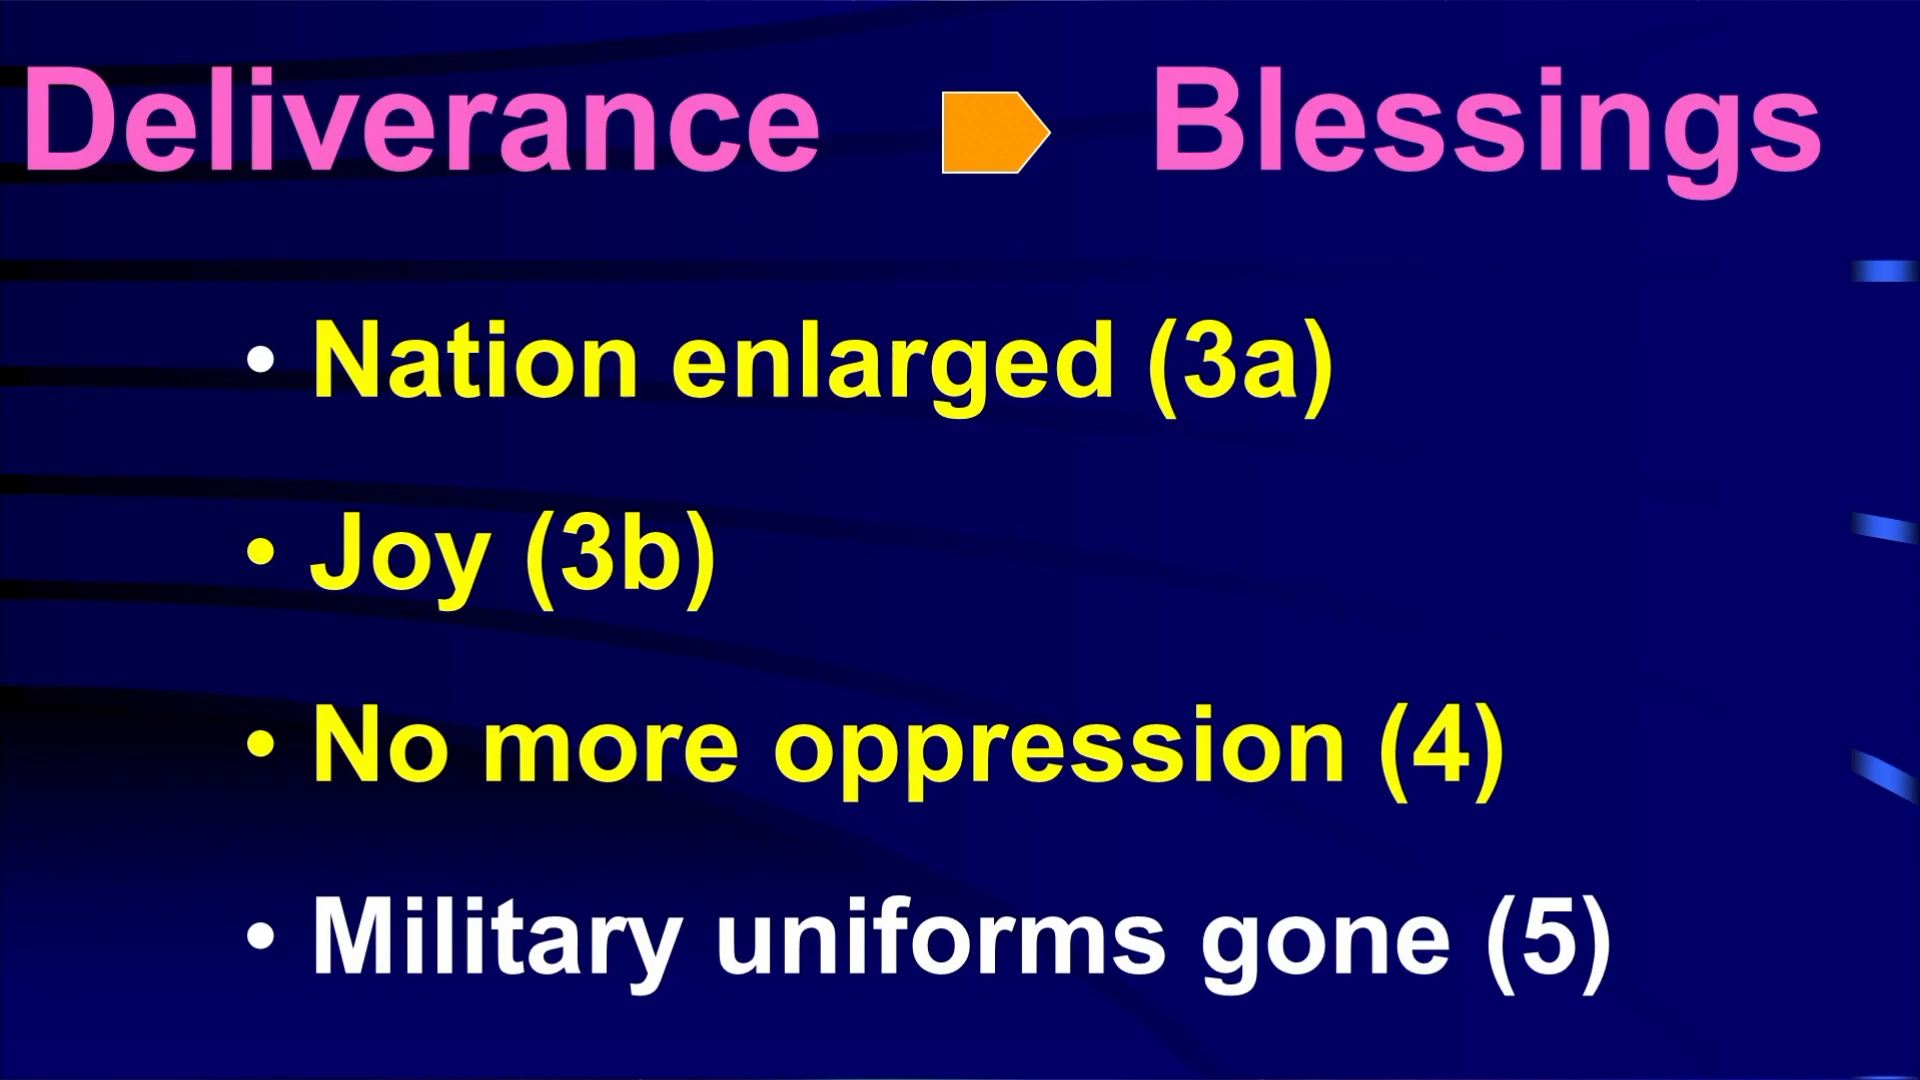 Deliverance Blessings
• Nation enlarged (3a)
• Joy (3b)
• No more oppression (4)
• Military uniforms gone (5)